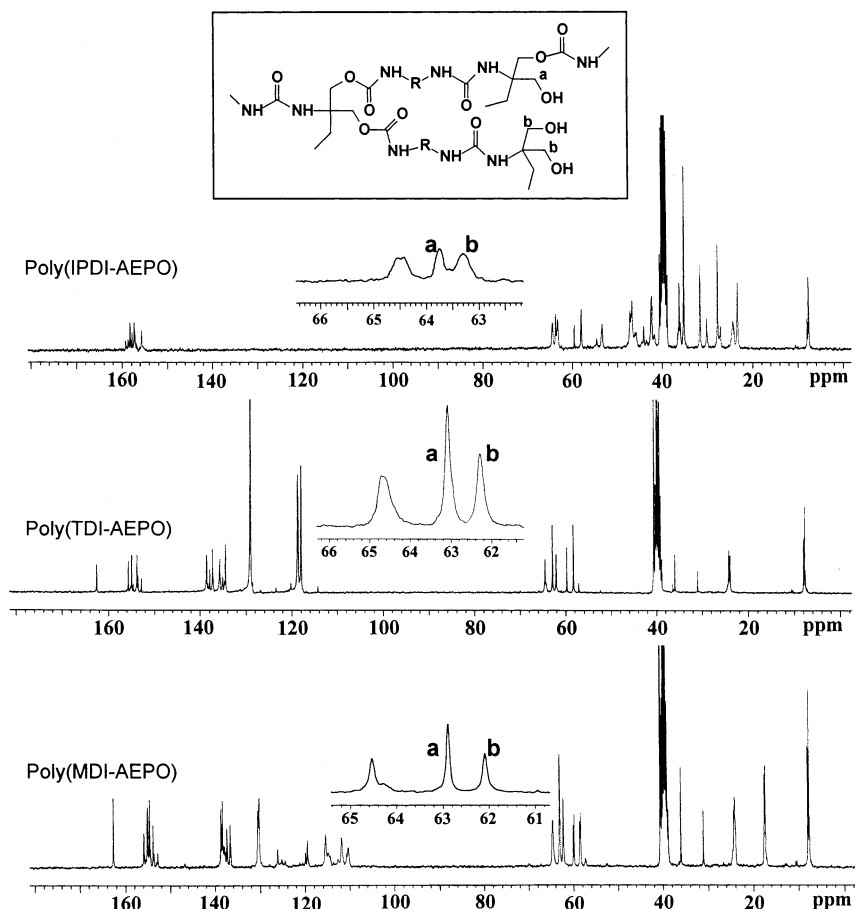 O
O NH
NH R NH NH
O O a
O O OH
NH NH O O b OH
O b
NH R NH NH OH
Poly(IPDI-AEPO)
a b
66 65 64 63
160 140 120 100 80 60 40 20 ppm
Poly(TDI-AEPO)
a b
66 65 64 63 62
160 140 120 100 80 60 40 20 ppm
Poly(MDI-AEPO)
a b
65 64 63 62 61
160 140 120 100 80 60 40 20 ppm